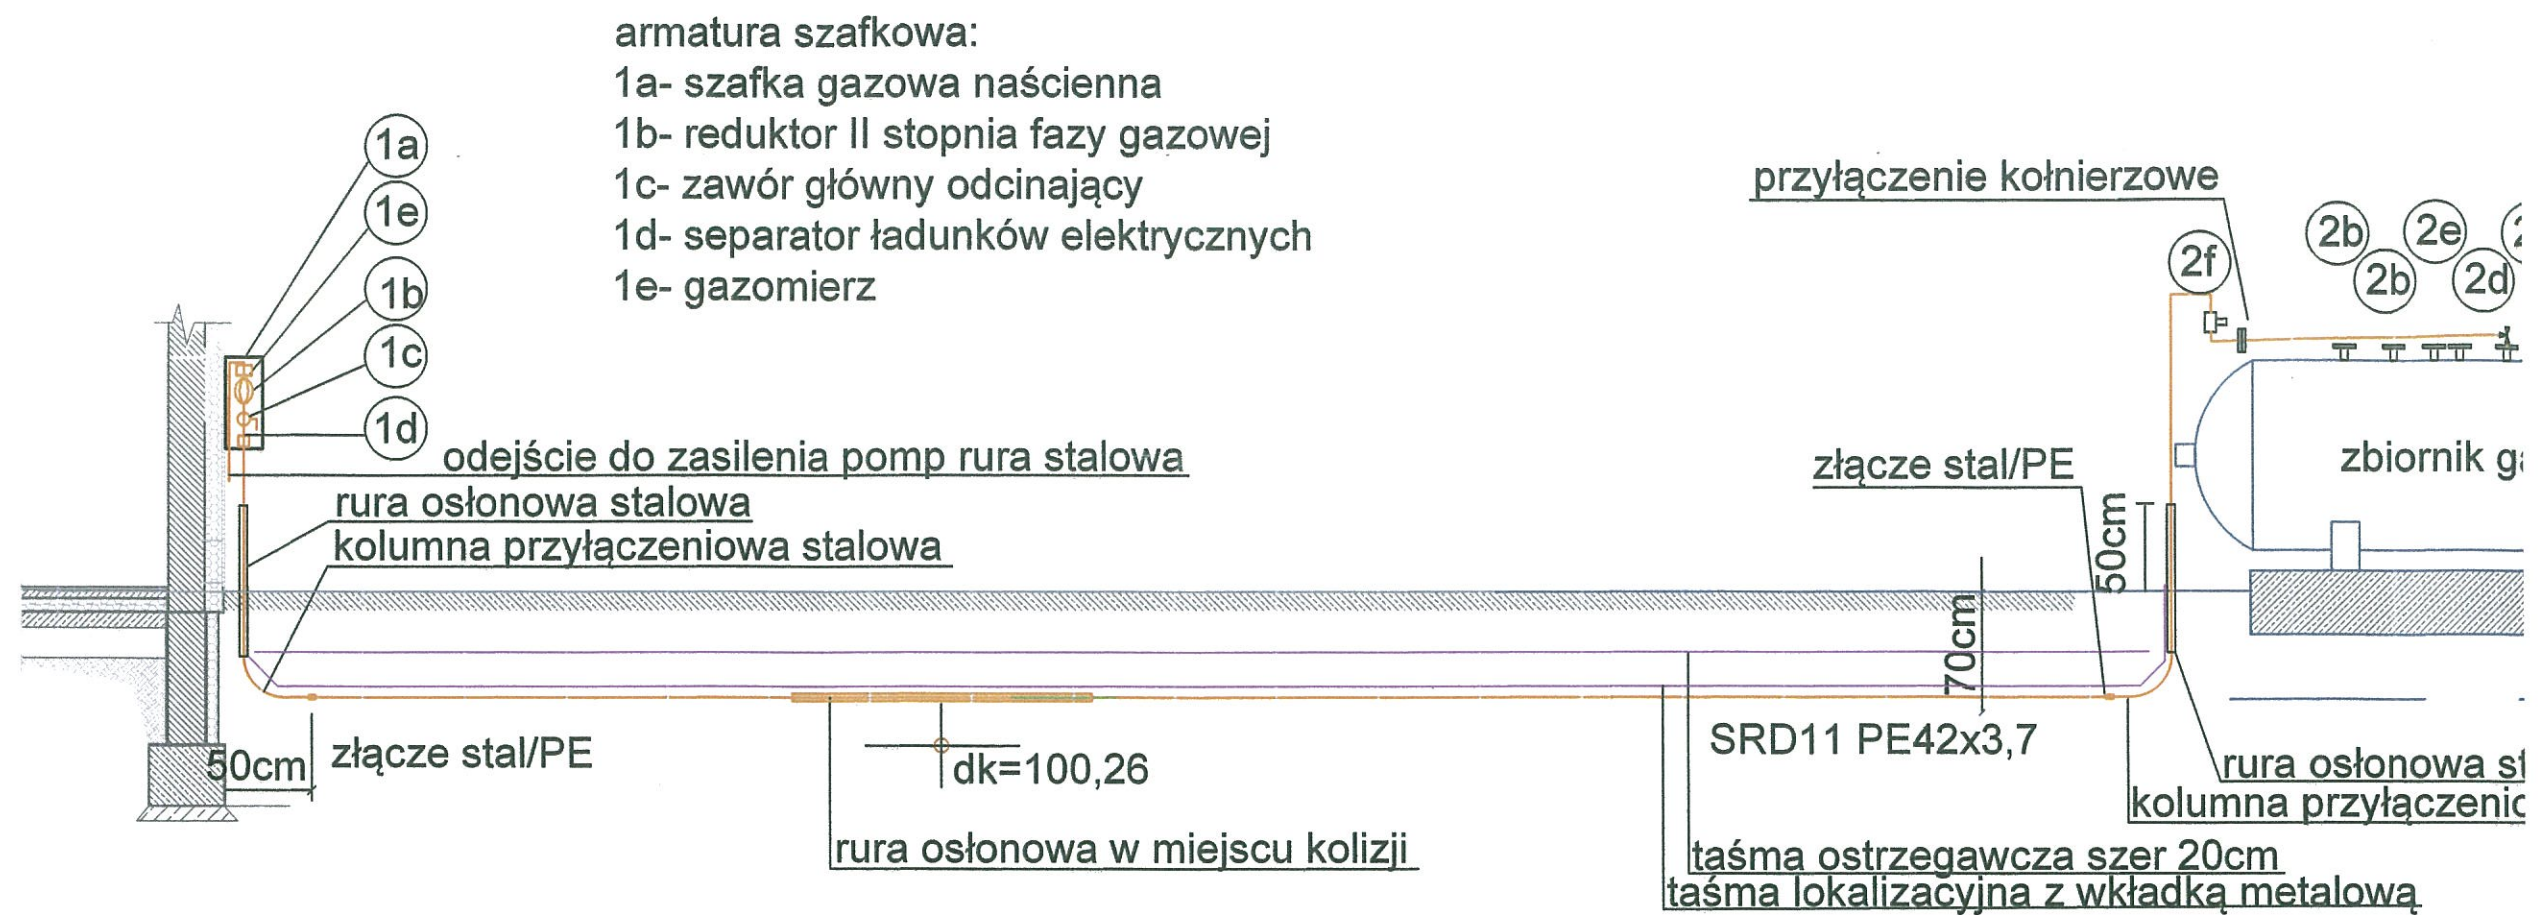 armatura szafkowa:
1a- szafka gazowa naścienna
1b- reduktor II stopnia fazy gazowej
1c- zawór główny odcinający
1d- separator ładunków elektrycznych
1e- gazomierz
1a
1e
1b
1c
1d
przyłączenie kołnierzowe
2f
2b
2e
2b
2d
odejście do zasilenia pomp rura stalowa
rura osłonowa stalowa
kolumna przyłączeniowa stalowa
złącze stal/PE
zbiornik
50cm
70cm
50cm
złącze stal/PE
dk=100,26
SRD11 PE42x3,7
rura osłonowa
rura osłonowa w miejscu kolizji
taśma ostrzegawcza szer 20cm
taśma lokalizacyjna z wkładką metalową
kolumna